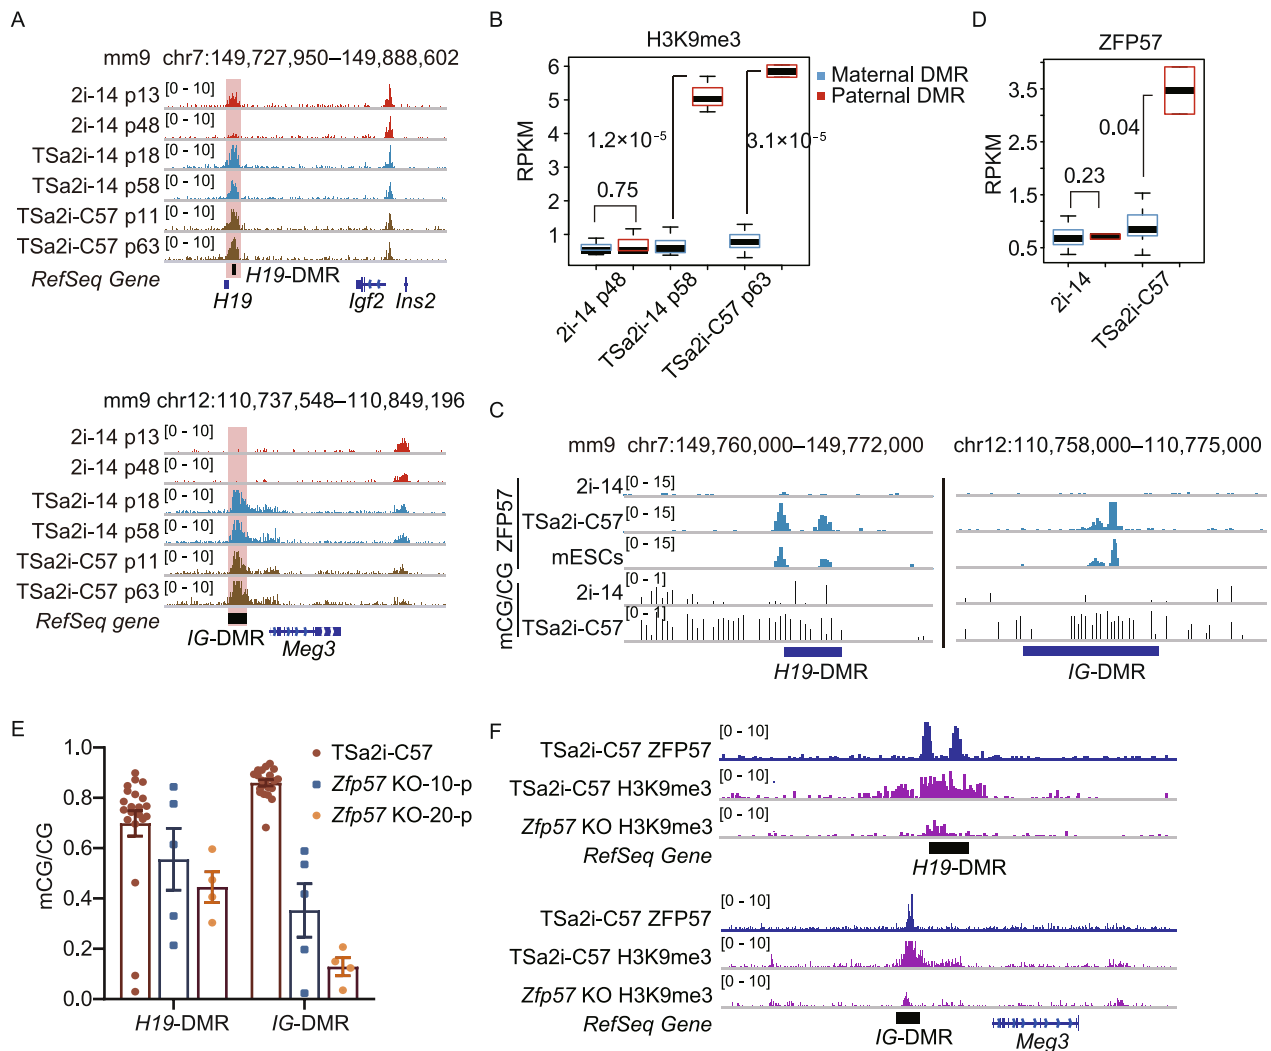 A
mm9 chr7:149,727,950–149,888,602
2i-14 p13 [0 - 10]
2i-14 p48 [0 - 10]
TSa2i-14 p18 [0 - 10]
TSa2i-14 p58 [0 - 10]
TSa2i-C57 p11 [0 - 10]
TSa2i-C57 p63 [0 - 10]
RefSeq Gene
H19-DMR
H19 Igf2 Ins2
mm9 chr12:110,737,548–110,849,196
2i-14 p13 [0 - 10]
2i-14 p48 [0 - 10]
TSa2i-14 p18 [0 - 10]
TSa2i-14 p58 [0 - 10]
TSa2i-C57 p11 [0 - 10]
TSa2i-C57 p63 [0 - 10]
RefSeq gene
IG-DMR Meg3
B
H3K9me3
RPKM
6
5
4
3
2
1
1.2×10⁻⁵
3.1×10⁻⁵
0.75
2i-14 p48
TSa2i-14 p58
TSa2i-C57 p63
Maternal DMR
Paternal DMR
D
ZFP57
RPKM
3.5
2.5
1.5
0.5
0.04
0.23
2i-14
TSa2i-C57
C
mm9 chr7:149,760,000–149,772,000 chr12:110,758,000–110,775,000
ZFP57
2i-14 [0 - 15]
TSa2i-C57 [0 - 15]
mESCs [0 - 15]
mCG/CG
2i-14 [0 - 1]
TSa2i-C57 [0 - 1]
H19-DMR IG-DMR
E
mCG/CG
1.0
0.8
0.6
0.4
0.2
0.0
TSa2i-C57
Zfp57 KO-10-p
Zfp57 KO-20-p
H19-DMR IG-DMR
F
TSa2i-C57 ZFP57 [0 - 10]
TSa2i-C57 H3K9me3 [0 - 10]
Zfp57 KO H3K9me3 [0 - 10]
RefSeq Gene
H19-DMR
TSa2i-C57 ZFP57 [0 - 10]
TSa2i-C57 H3K9me3 [0 - 10]
Zfp57 KO H3K9me3 [0 - 10]
RefSeq Gene
IG-DMR Meg3